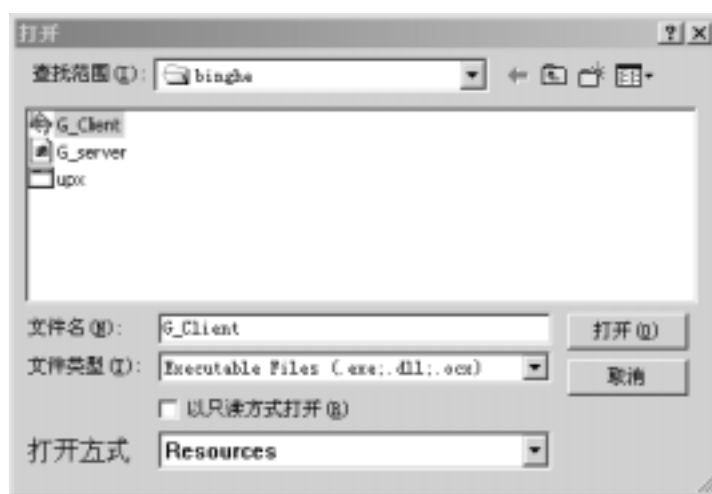 打开
查找范围(I): binghe
G_Client
G_server
upx
文件名(N): G_Client 打开(O)
文件类型(T): Executable Files (.exe;.dll;.ocx) 取消
以只读方式打开(R)
打开方式 Resources